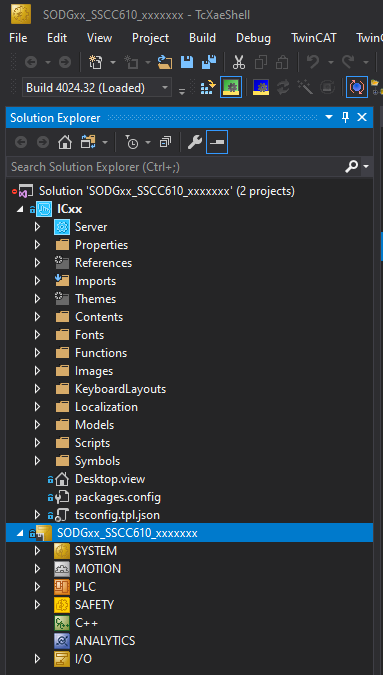 SODGxx_SSCC610_xxxxxxx - TcXaeShell
File View Project Build Debug TwinCAT Twin
Build 4024.32 (Loaded)
Solution Explorer
Search Solution Explorer (Ctrl+;)
Solution 'SODGxx_SSCC610_xxxxxxx' (2 projects)
ICxx
Server
Properties
References
Imports
Themes
Contents
Fonts
Functions
Images
KeyboardLayouts
Localization
Models
Scripts
Symbols
Desktop.view
packages.config
tsconfig.tpl.json
SODGxx_SSCC610_xxxxxxx
SYSTEM
MOTION
PLC
SAFETY
C++
ANALYTICS
I/O